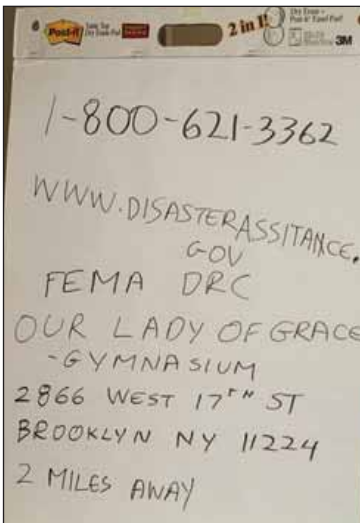 Post-it
2 in 1!
3M
1-800-621-3362
WWW.DISASTERASSITANCE.
GOV
FEMA DRC
OUR LADY OF GRACE
-GYMNASIUM
2866 WEST 17TH ST
BROOKLYN NY 11224
2 MILES AWAY